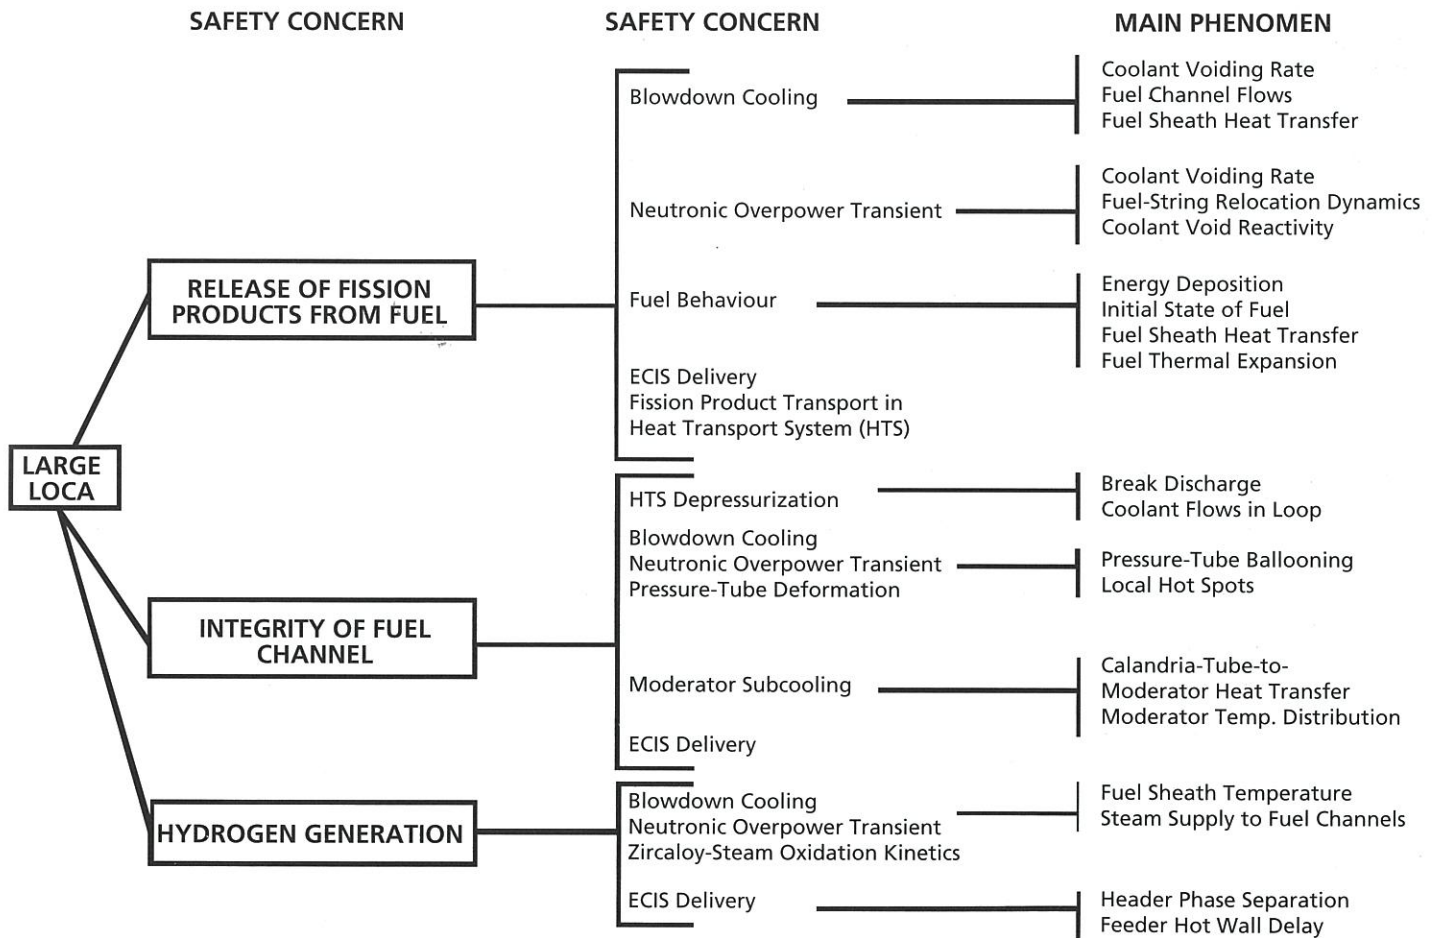 SAFETY CONCERN
SAFETY CONCERN
MAIN PHENOMEN
LARGE
LOCA
RELEASE OF FISSION
PRODUCTS FROM FUEL
Blowdown Cooling
Coolant Voiding Rate
Fuel Channel Flows
Fuel Sheath Heat Transfer
Neutronic Overpower Transient
Coolant Voiding Rate
Fuel-String Relocation Dynamics
Coolant Void Reactivity
Fuel Behaviour
Energy Deposition
Initial State of Fuel
Fuel Sheath Heat Transfer
Fuel Thermal Expansion
ECIS Delivery
Fission Product Transport in
Heat Transport System (HTS)
INTEGRITY OF FUEL
CHANNEL
HTS Depressurization
Break Discharge
Coolant Flows in Loop
Blowdown Cooling
Neutronic Overpower Transient
Pressure-Tube Deformation
Pressure-Tube Ballooning
Local Hot Spots
Moderator Subcooling
Calandria-Tube-to-
Moderator Heat Transfer
Moderator Temp. Distribution
ECIS Delivery
HYDROGEN GENERATION
Blowdown Cooling
Neutronic Overpower Transient
Zircaloy-Steam Oxidation Kinetics
Fuel Sheath Temperature
Steam Supply to Fuel Channels
ECIS Delivery
Header Phase Separation
Feeder Hot Wall Delay